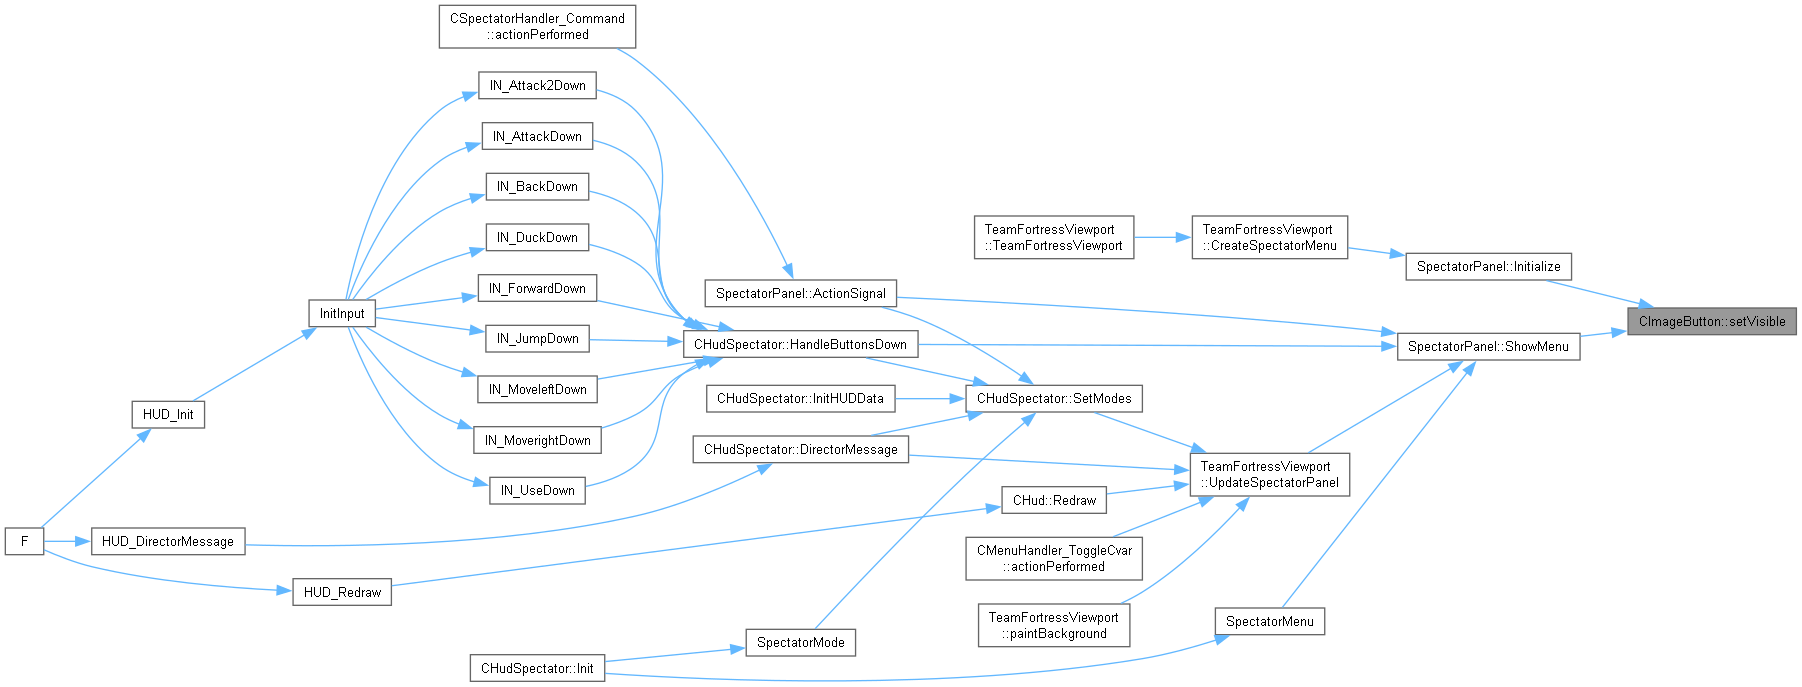 CSpectatorHandler_Command
::actionPerformed
IN_Attack2Down
IN_AttackDown
IN_BackDown
IN_DuckDown
IN_ForwardDown
InitInput
IN_JumpDown
IN_MoveleftDown
IN_MoverightDown
IN_UseDown
HUD_Init
F
HUD_DirectorMessage
HUD_Redraw
SpectatorPanel::ActionSignal
CHudSpectator::HandleButtonsDown
CHudSpectator::InitHUDData
CHudSpectator::DirectorMessage
SpectatorMode
CHudSpectator::Init
TeamFortressViewport
::TeamFortressViewport
TeamFortressViewport
::CreateSpectatorMenu
SpectatorPanel::Initialize
CImageButton::setVisible
SpectatorPanel::ShowMenu
CHudSpectator::SetModes
TeamFortressViewport
::UpdateSpectatorPanel
CHud::Redraw
CMenuHandler_ToggleCvar
::actionPerformed
TeamFortressViewport
::paintBackground
SpectatorMenu